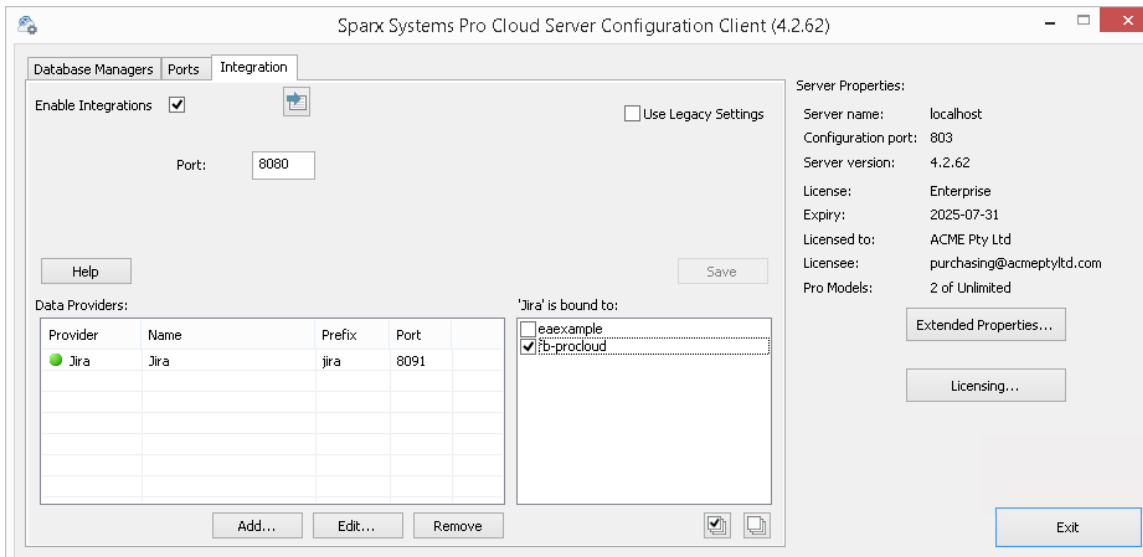 Sparx Systems Pro Cloud Server Configuration Client (4.2.62)
Database Managers Ports Integration
Enable Integrations
Use Legacy Settings
Port: 8080
Help
Save
Data Providers:
Provider Name Prefix Port
Jira Jira jira 8091
Add... Edit... Remove
'Jira' is bound to:
eaexample
fb-procloud
Server Properties:
Server name: localhost
Configuration port: 803
Server version: 4.2.62
License: Enterprise
Expiry: 2025-07-31
Licensed to: ACME Pty Ltd
Licensee: purchasing@acmeptyltd.com
Pro Models: 2 of Unlimited
Extended Properties...
Licensing...
Exit